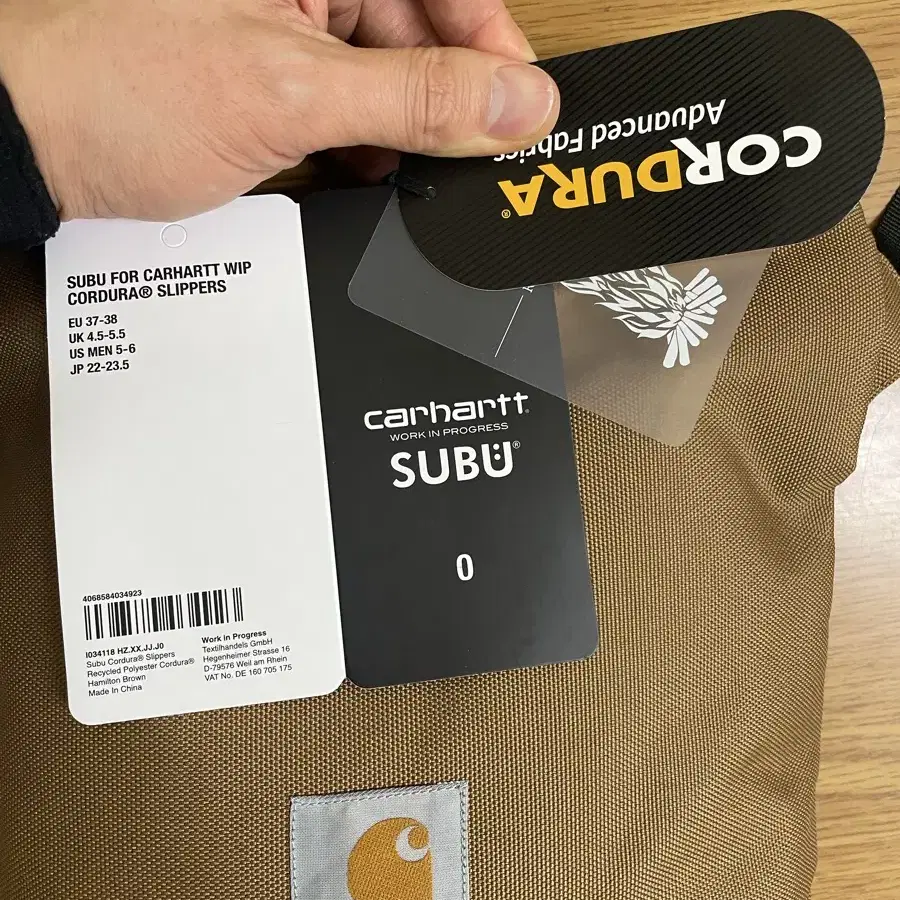 CORDURA®
Advanced Fabrics
SUBU FOR CARHARTT WIP
CORDURA® SLIPPERS
EU 37-38
UK 4.5-5.5
US MEN 5-6
JP 22-23.5
4068584034923
I034118 HZ.XX.JJ.J0
Subu Cordura® Slippers
Recycled Polyester Cordura®
Hamilton Brown
Made In China
Work in Progress
Textilhandels GmbH
Hegenheimer Strasse 16
D-79576 Weil am Rhein
VAT No. DE 160 705 175
carhartt®
WORK IN PROGRESS
SUBU®
0